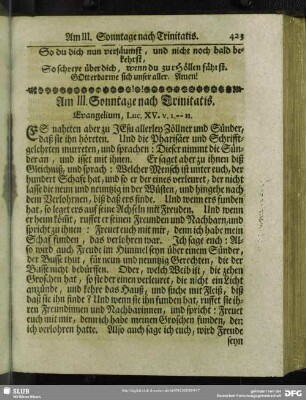 Am III. Sonntage nach Trinitatis. 423
So du dich nun versäumst, und nicht noch bald be-
kehrst,
So schreye über dich, wenn du zur Höllen fährst.
GOtt erbarme sich unser aller. Amen!
Am III. Sonntage nach Trinitatis.
Evangelium, Luc. XV. v. 1.--11.
ES naheten aber zu JEsu allerley Zöllner und Sünder,
daß sie ihn höreten. Und die Pharisäer und Schrifft-
gelehrten murreten, und sprachen: Dieser nimmt die Sün-
der an, und isset mit ihnen. Er saget aber zu ihnen diß
Gleichniß, und sprach: Welcher Mensch ist unter euch, der
hundert Schafe hat, und so er der eines verleuret, der nicht
lasse die neun und neuntzig in der Wüsten, und hingehe nach
dem Verlohrnen, biß daß ers finde. Und wenn ers funden
hat, so leget ers auf seine Achseln mit Freuden. Und wenn
er heim kömt, ruffet er seinen Freunden und Nachbarn, und
spricht zu ihnen: Freuet euch mit mir, denn ich habe mein
Schaf funden, das verlohren war. Ich sage euch: Al-
so wird auch Freude im Himmel seyn über einem Sünder,
der Busse thut, für neun und neuntzig Gerechten, die der
Busse nicht bedürffen. Oder, welch Weib ist, die zehen
Groschen hat, so sie der einen verleuret, die nicht ein Licht
anzünde, und kehre das Hauß, und suche mit Fleiß, biß
daß sie ihn finde? Und wenn sie ihn funden hat, ruffet sie ih-
ren Freundinnen und Nachbarinnen, und spricht: Freuet
euch mit mir, denn ich habe meinen Groschen funden, den
ich verlohren hatte. Also auch sage ich euch, wird Freude
seyn
SLUB
DFG